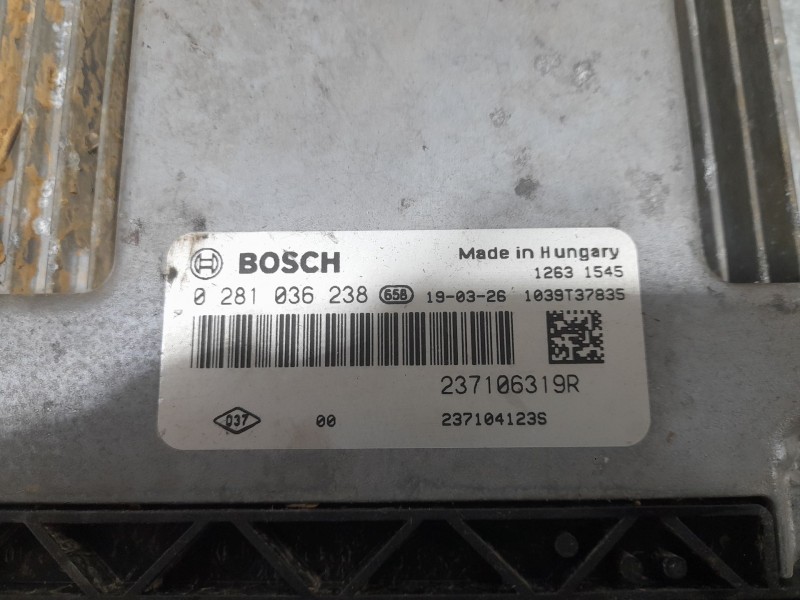 BOSCH Made in Hungary
1263 1545
0 281 036 238 658 19-03-26 1039T37835
237106319R
037 00 237104123S